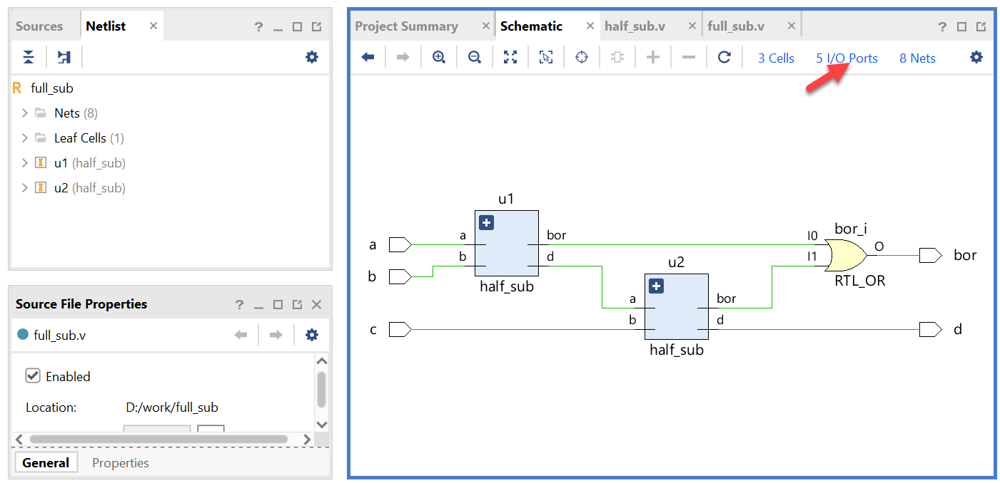 Sources
Netlist
?
R full_sub
Nets (8)
Leaf Cells (1)
u1 (half_sub)
u2 (half_sub)
Source File Properties
?
full_sub.v
Enabled
Location: D:/work/full_sub
General Properties
Project Summary
Schematic
half_sub.v
full_sub.v
?
3 Cells
5 I/O Ports
8 Nets
u1
a
b
bor
d
half_sub
a
b
c
u2
a
b
bor
d
half_sub
bor_i
I0
I1
O
RTL_OR
bor
d